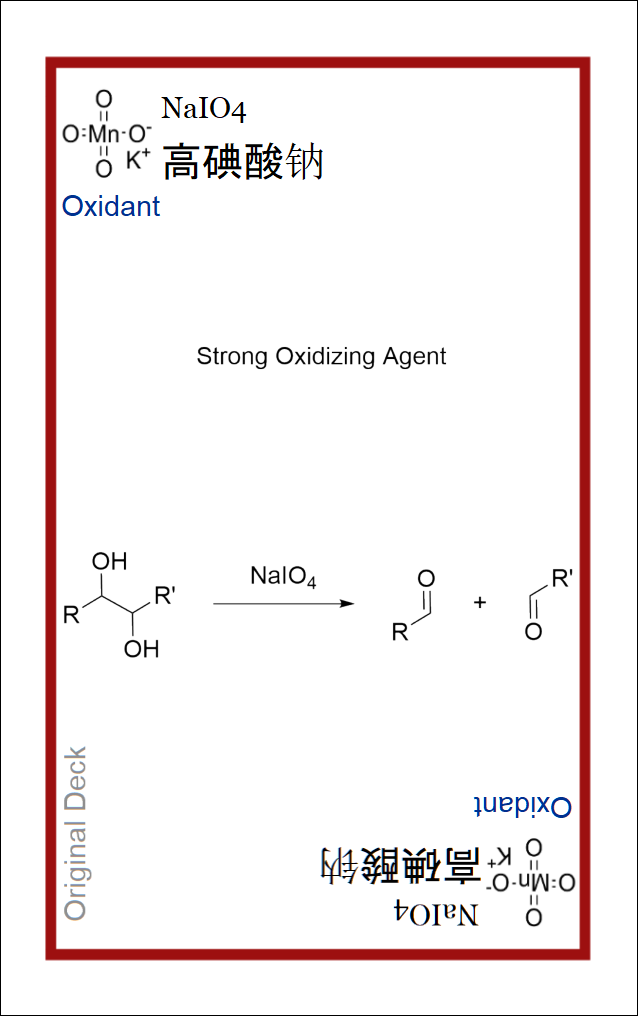 O
O=Mn-O⁻
O K⁺
NaIO4
高碘酸钠
Oxidant
Strong Oxidizing Agent
OH
R R'
OH
NaIO₄
O
R
+
R'
O
Original Deck
Oxidant
高碘酸钠
NaIO4
O
O=Mn-O⁻
O K⁺